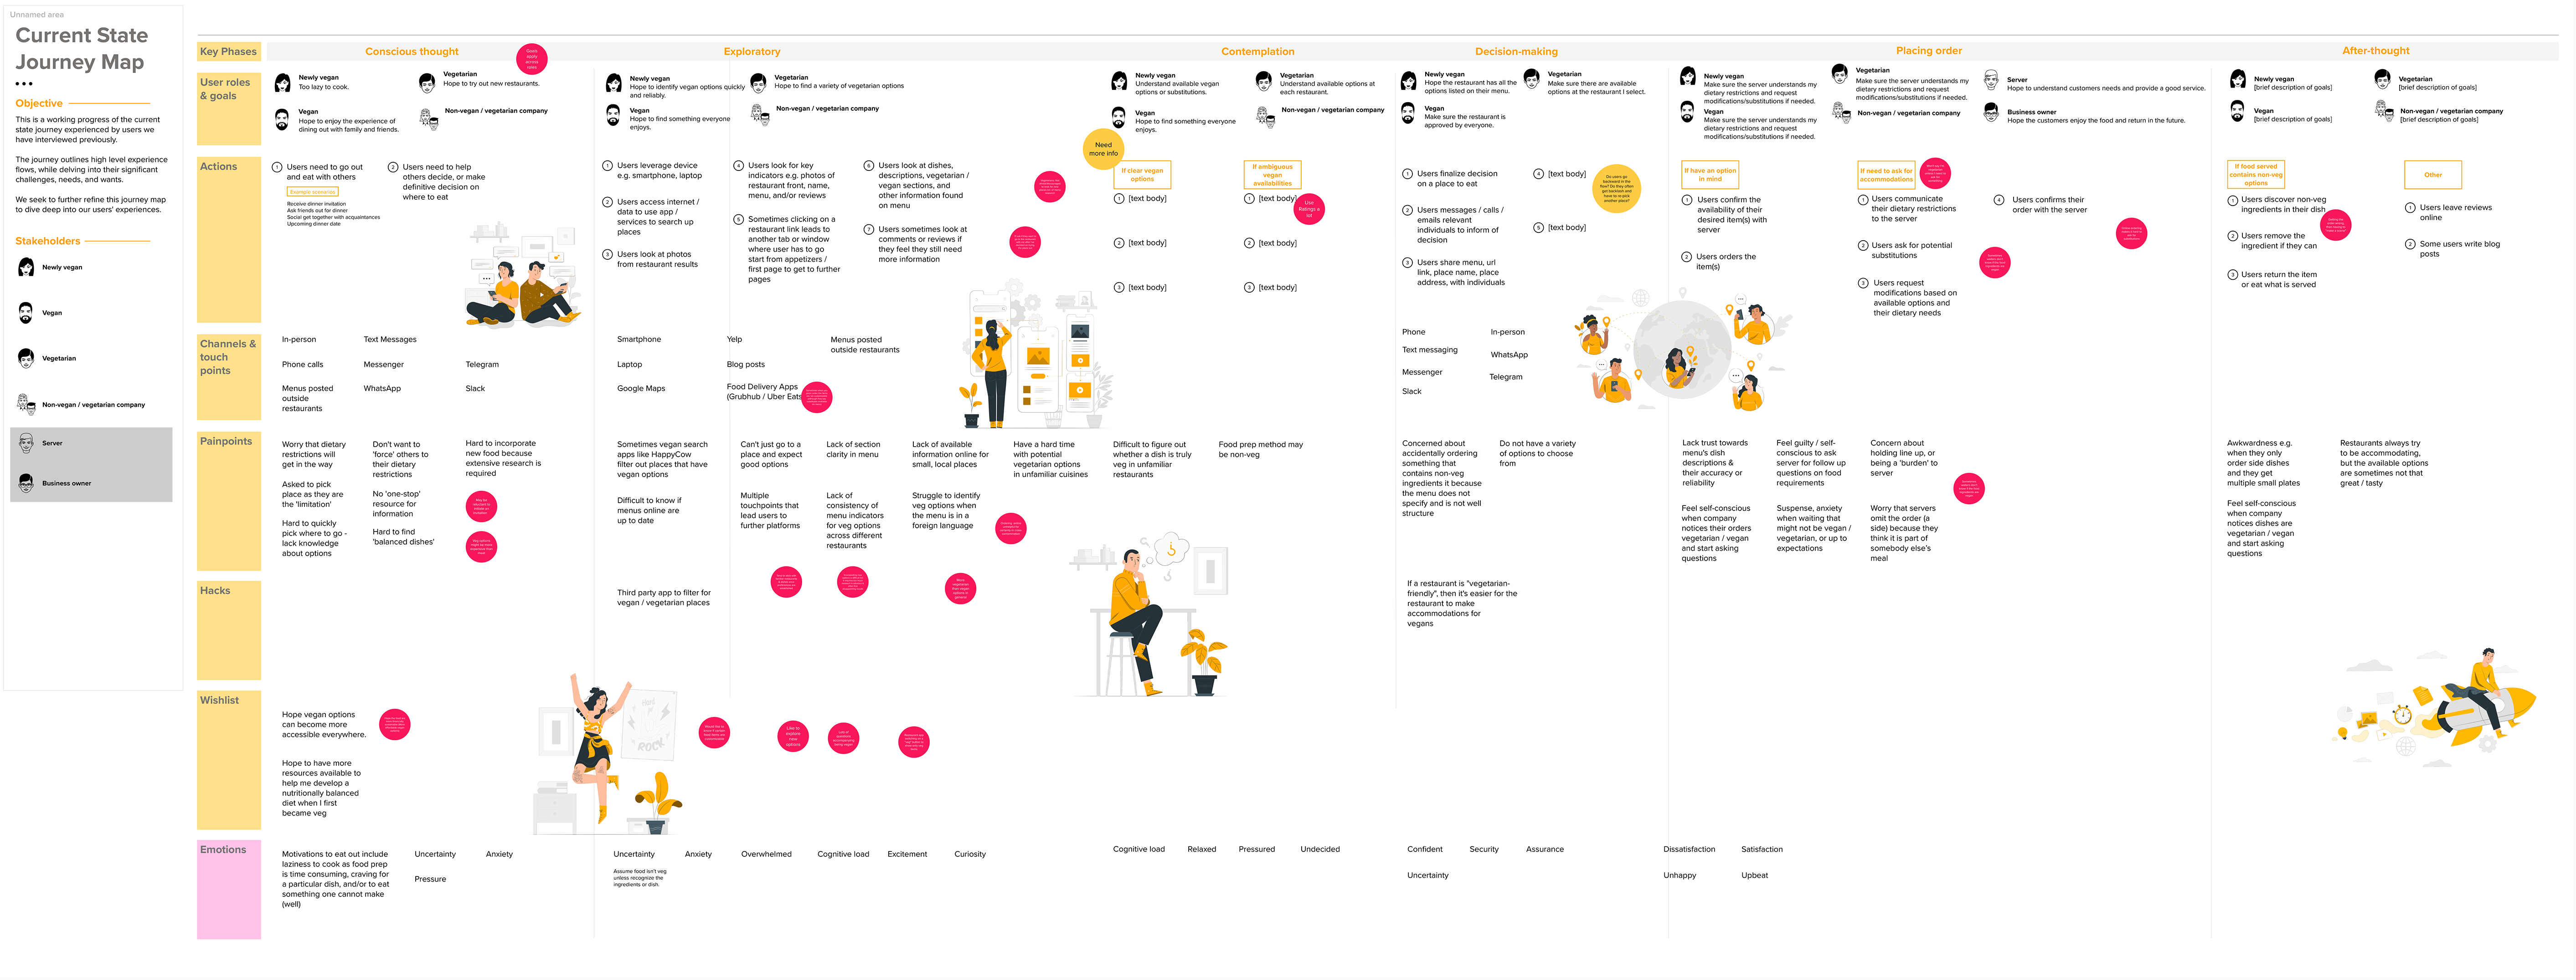 Unnamed area
Current State
Journey Map
Objective
This is a working progress of the current
state journey experienced by users we
have interviewed previously.
The journey outlines high level experience
flows, while delving into their significant
challenges, needs, and wants.
We seek to further refine this journey map
to dive deep into our users' experiences.
Stakeholders
Newly vegan
Vegan
Vegetarian
Non-vegan / vegetarian company
Server
Business owner
Key Phases
Conscious thought
Exploratory
Contemplation
Decision-making
Placing order
After-thought
User roles
& goals
Newly vegan
Too lazy to cook.
Vegetarian
Hope to try out new restaurants.
Vegan
Hope to enjoy the experience of
dining out with family and friends.
Non-vegan / vegetarian company
Newly vegan
Hope to identify vegan options quickly
and reliably.
Vegetarian
Hope to find a variety of vegetarian options
Vegan
Hope to find something everyone
enjoys.
Non-vegan / vegetarian company
Newly vegan
Understand available vegan
options or substitutions.
Vegetarian
Understand available options at
each restaurant.
Vegan
Hope to find something everyone
enjoys.
Non-vegan / vegetarian company
Newly vegan
Hope the restaurant has all the
options listed on their menu.
Vegetarian
Make sure there are available
options at the restaurant I select.
Vegan
Make sure the restaurant is
approved by everyone.
Newly vegan
Make sure the server understands my
dietary restrictions and request
modifications/substitutions if needed.
Vegan
Make sure the server understands my
dietary restrictions and request
modifications/substitutions if needed.
Vegetarian
Make sure the server understands my
dietary restrictions and request
modifications/substitutions if needed.
Non-vegan / vegetarian company
Server
Hope to understand customers needs and provide a good service.
Business owner
Hope the customers enjoy the food and return in the future.
Newly vegan
[brief description of goals]
Vegetarian
[brief description of goals]
Vegan
[brief description of goals]
Non-vegan / vegetarian company
[brief description of goals]
Actions
1 Users need to go out
and eat with others
Example scenarios
Receive dinner invitation
Ask friends out for dinner
Social get together with acquaintances
Upcoming dinner date
2 Users need to help
others decide, or make
definitive decision on
where to eat
1 Users leverage device
e.g. smartphone, laptop
2 Users access internet /
data to use app /
services to search up
places
3 Users look at photos
from restaurant results
4 Users look for key
indicators e.g. photos of
restaurant front, name,
menu, and/or reviews
5 Sometimes clicking on a
restaurant link leads to
another tab or window
where user has to go
start from appetizers /
first page to get to further
pages
6 Users look at dishes,
descriptions, vegetarian /
vegan sections, and
other information found
on menu
7 Users sometimes look at
comments or reviews if
they feel they still need
more information
Need
more info
If clear vegan
options
1 [text body]
2 [text body]
3 [text body]
If ambiguous
vegan
availabilities
1 [text body]
2 [text body]
3 [text body]
Use
Ratings a
lot
1 Users finalize decision
on a place to eat
2 Users messages / calls /
emails relevant
individuals to inform of
decision
3 Users share menu, url
link, place name, place
address, with individuals
4 [text body]
5 [text body]
Do users go
backward in the
flow? Do they often
get backlash and
have to re-pick
another place?
If have an option
in mind
1 Users confirm the
availability of their
desired item(s) with
server
2 Users orders the
item(s)
If need to ask for
accommodations
1 Users communicate
their dietary restrictions
to the server
2 Users ask for potential
substitutions
3 Users request
modifications based on
available options and
their dietary needs
4 Users confirms their
order with the server
If food served
contains non-veg
options
1 Users discover non-veg
ingredients in their dish
2 Users remove the
ingredient if they can
3 Users return the item
or eat what is served
Other
1 Users leave reviews
online
2 Some users write blog
posts
Channels &
touch
points
In-person
Text Messages
Phone calls
Messenger
Telegram
Menus posted
outside
restaurants
WhatsApp
Slack
Smartphone
Yelp
Menus posted
outside restaurants
Laptop
Blog posts
Google Maps
Food Delivery Apps
(Grubhub / Uber Eats
Phone
In-person
Text messaging
WhatsApp
Messenger
Telegram
Slack
Painpoints
Worry that dietary
restrictions will
get in the way
Asked to pick
place as they are
the 'limitation'
Hard to quickly
pick where to go -
lack knowledge
about options
Don't want to
'force' others to
their dietary
restrictions
No 'one-stop'
resource for
information
Hard to find
'balanced dishes'
Hard to incorporate
new food because
extensive research is
required
Sometimes vegan search
apps like HappyCow
filter out places that have
vegan options
Difficult to know if
menus online are
up to date
Can't just go to a
place and expect
good options
Multiple
touchpoints that
lead users to
further platforms
Lack of section
clarity in menu
Lack of
consistency of
menu indicators
for veg options
across different
restaurants
Lack of available
information online for
small, local places
Struggle to identify
veg options when
the menu is in a
foreign language
Have a hard time
with potential
vegetarian options
in unfamiliar cuisines
Difficult to figure out
whether a dish is truly
veg in unfamiliar
restaurants
Food prep method may
be non-veg
Concerned about
accidentally ordering
something that
contains non-veg
ingredients it because
the menu does not
specify and is not well
structure
Do not have a variety
of options to choose
from
Lack trust towards
menu's dish
descriptions &
their accuracy or
reliability
Feel self-conscious
when company
notices their orders
vegetarian / vegan
and start asking
questions
Feel guilty / self-
conscious to ask
server for follow up
questions on food
requirements
Suspense, anxiety
when waiting that
might not be vegan /
vegetarian, or up to
expectations
Concern about
holding line up, or
being a 'burden' to
server
Worry that servers
omit the order (a
side) because they
think it is part of
somebody else's
meal
Awkwardness e.g.
when they only
order side dishes
and they get
multiple small plates
Feel self-conscious
when company
notices dishes are
vegetarian / vegan
and start asking
questions
Restaurants always try
to be accommodating,
but the available options
are sometimes not that
great / tasty
Hacks
Third party app to filter for
vegan / vegetarian places
If a restaurant is "vegetarian-
friendly", then it's easier for the
restaurant to make
accommodations for
vegans
Wishlist
Hope vegan options
can become more
accessible everywhere.
Hope to have more
resources available to
help me develop a
nutritionally balanced
diet when I first
became veg
ROCK
Like to
explore
new
options
Emotions
Motivations to eat out include
laziness to cook as food prep
is time consuming, craving for
a particular dish, and/or to eat
something one cannot make
(well)
Uncertainty
Anxiety
Pressure
Uncertainty
Anxiety
Overwhelmed
Cognitive load
Excitement
Curiosity
Assume food isn't veg
unless recognize the
ingredients or dish.
Cognitive load
Relaxed
Pressured
Undecided
Confident
Security
Assurance
Uncertainty
Dissatisfaction
Satisfaction
Unhappy
Upbeat